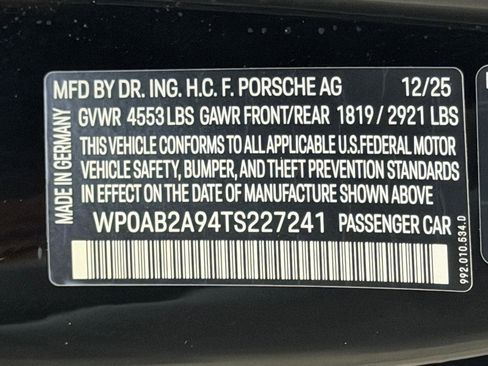 MFD BY DR. ING. H.C. F. PORSCHE AG 12/25
GVWR 4553 LBS GAWR FRONT/REAR 1819 / 2921 LBS
THIS VEHICLE CONFORMS TO ALL APPLICABLE U.S.FEDERAL MOTOR
VEHICLE SAFETY, BUMPER, AND THEFT PREVENTION STANDARDS
IN EFFECT ON THE DATE OF MANUFACTURE SHOWN ABOVE.
WP0AB2A94TS227241 PASSENGER CAR
MADE IN GERMANY
992.010.634.D